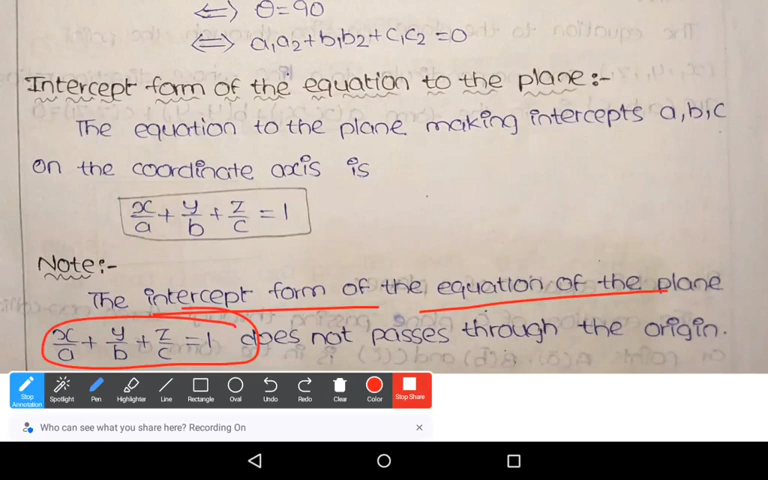 ⟺ θ=90
⟺ a₁a₂+b₁b₂+c₁c₂=0
Intercept form of the equation to the plane:-
The equation to the plane making intercepts a,b,c
on the coordinate axis is
x/a + y/b + z/c = 1
Note:-
The intercept form of the equation of the plane
x/a + y/b + z/c = 1 does not passes through the origin.
Stop Annotation Spotlight Pen Highlighter Line Rectangle Oval Undo Redo Clear Color Stop Share
Who can see what you share here? Recording On